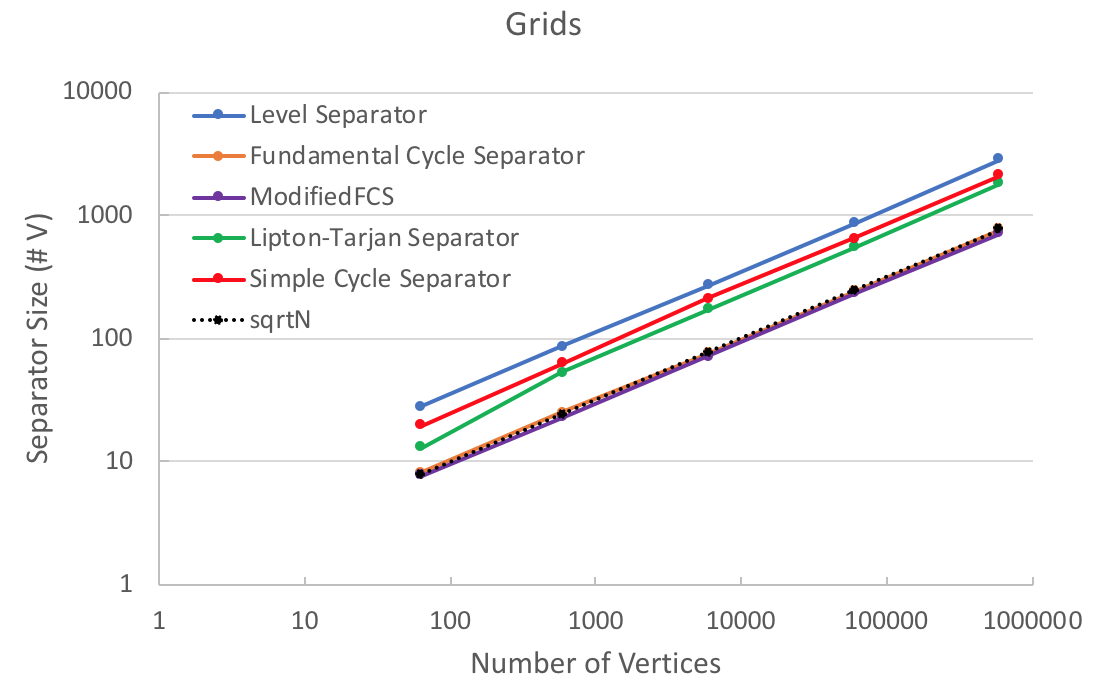 Grids
10000
1000
100
10
1
Separator Size (# V)
Level Separator
Fundamental Cycle Separator
ModifiedFCS
Lipton-Tarjan Separator
Simple Cycle Separator
sqrtN
1 10 100 1000 10000 100000 1000000
Number of Vertices